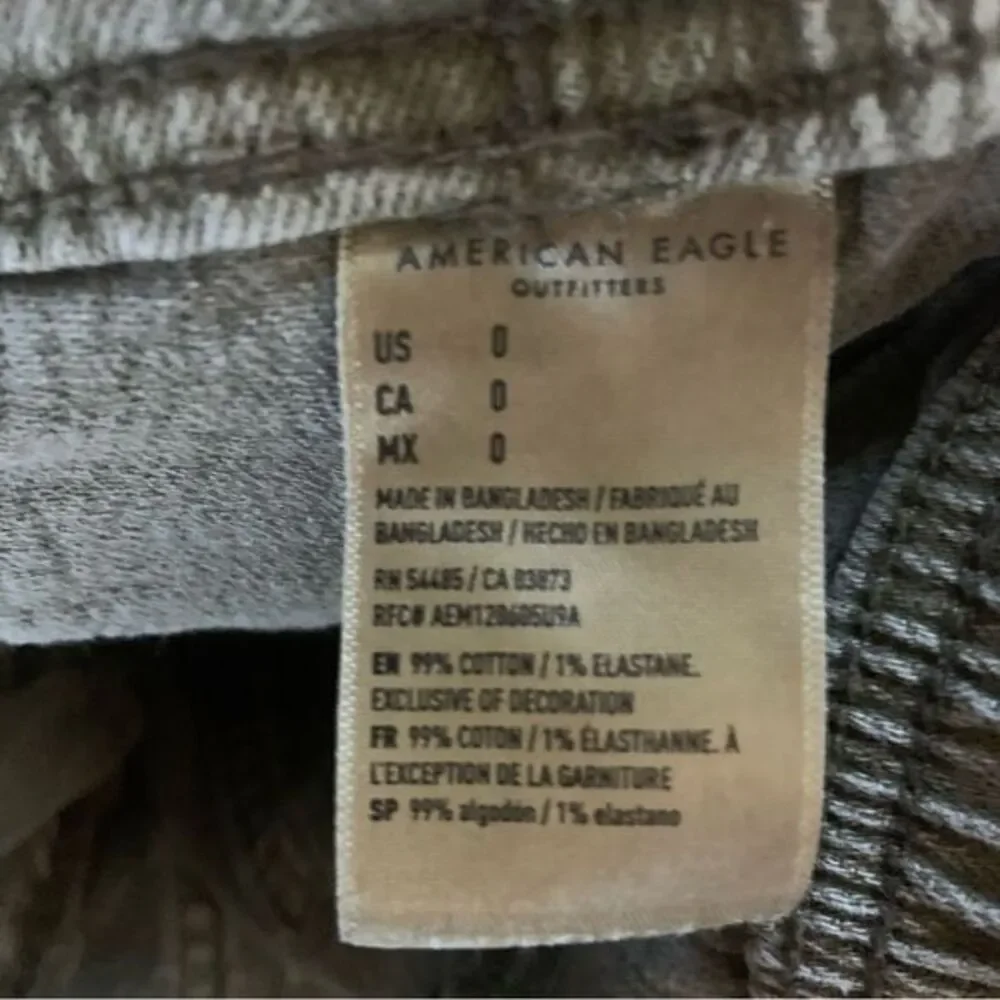 AMERICAN EAGLE
OUTFITTERS
US 0
CA 0
MX 0
MADE IN BANGLADESH / FABRIQUÉ AU
BANGLADESH / HECHO EN BANGLADESH
RN 54485 / CA 03873
RFC# AEM120605U9A
EN 99% COTTON / 1% ELASTANE.
EXCLUSIVE OF DECORATION
FR 99% COTON / 1% ÉLASTHANNE. À
L'EXCEPTION DE LA GARNITURE
SP 99% algodón / 1% elastano